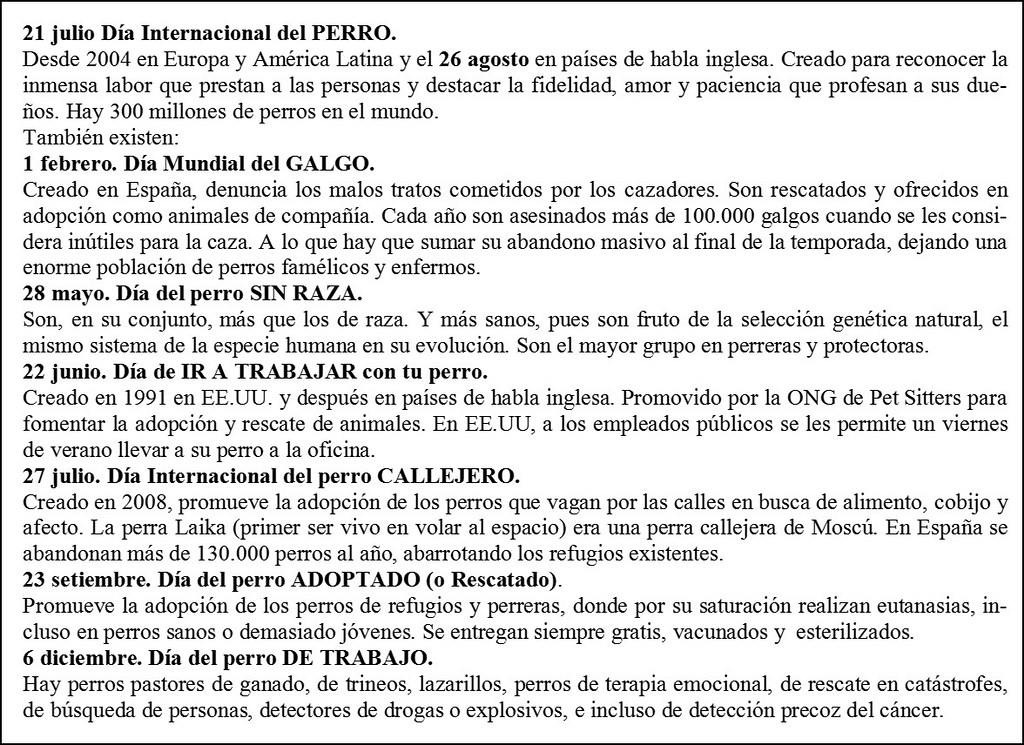 21 julio Día Internacional del PERRO.
Desde 2004 en Europa y América Latina y el 26 agosto en países de habla inglesa. Creado para reconocer la
inmensa labor que prestan a las personas y destacar la fidelidad, amor y paciencia que profesan a sus due-
ños. Hay 300 millones de perros en el mundo.
También existen:
1 febrero. Día Mundial del GALGO.
Creado en España, denuncia los malos tratos cometidos por los cazadores. Son rescatados y ofrecidos en
adopción como animales de compañía. Cada año son asesinados más de 100.000 galgos cuando se les consi-
dera inútiles para la caza. A lo que hay que sumar su abandono masivo al final de la temporada, dejando una
enorme población de perros famélicos y enfermos.
28 mayo. Día del perro SIN RAZA.
Son, en su conjunto, más que los de raza. Y más sanos, pues son fruto de la selección genética natural, el
mismo sistema de la especie humana en su evolución. Son el mayor grupo en perreras y protectoras.
22 junio. Día de IR A TRABAJAR con tu perro.
Creado en 1991 en EE.UU. y después en países de habla inglesa. Promovido por la ONG de Pet Sitters para
fomentar la adopción y rescate de animales. En EE.UU, a los empleados públicos se les permite un viernes
de verano llevar a su perro a la oficina.
27 julio. Día Internacional del perro CALLEJERO.
Creado en 2008, promueve la adopción de los perros que vagan por las calles en busca de alimento, cobijo y
afecto. La perra Laika (primer ser vivo en volar al espacio) era una perra callejera de Moscú. En España se
abandonan más de 130.000 perros al año, abarrotando los refugios existentes.
23 setiembre. Día del perro ADOPTADO (o Rescatado).
Promueve la adopción de los perros de refugios y perreras, donde por su saturación realizan eutanasias, in-
cluso en perros sanos o demasiado jóvenes. Se entregan siempre gratis, vacunados y esterilizados.
6 diciembre. Día del perro DE TRABAJO.
Hay perros pastores de ganado, de trineos, lazarillos, perros de terapia emocional, de rescate en catástrofes,
de búsqueda de personas, detectores de drogas o explosivos, e incluso de detección precoz del cáncer.